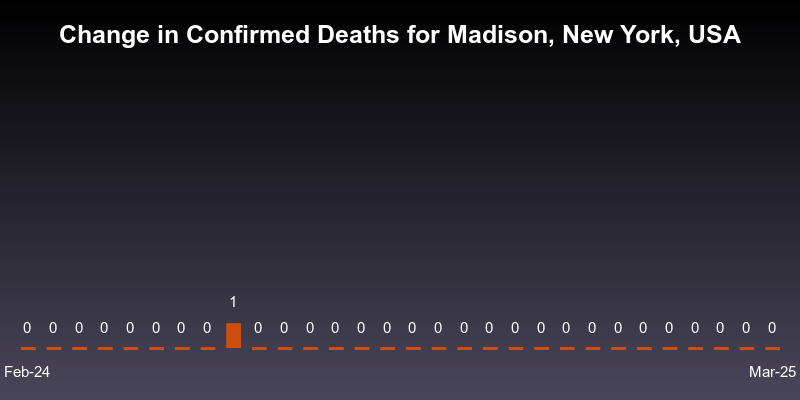 Change in Confirmed Deaths for Madison, New York, USA
1
0 0 0 0 0 0 0 0 0 0 0 0 0 0 0 0 0 0 0 0 0 0 0 0 0 0 0 0 0
Feb-24 Mar-25